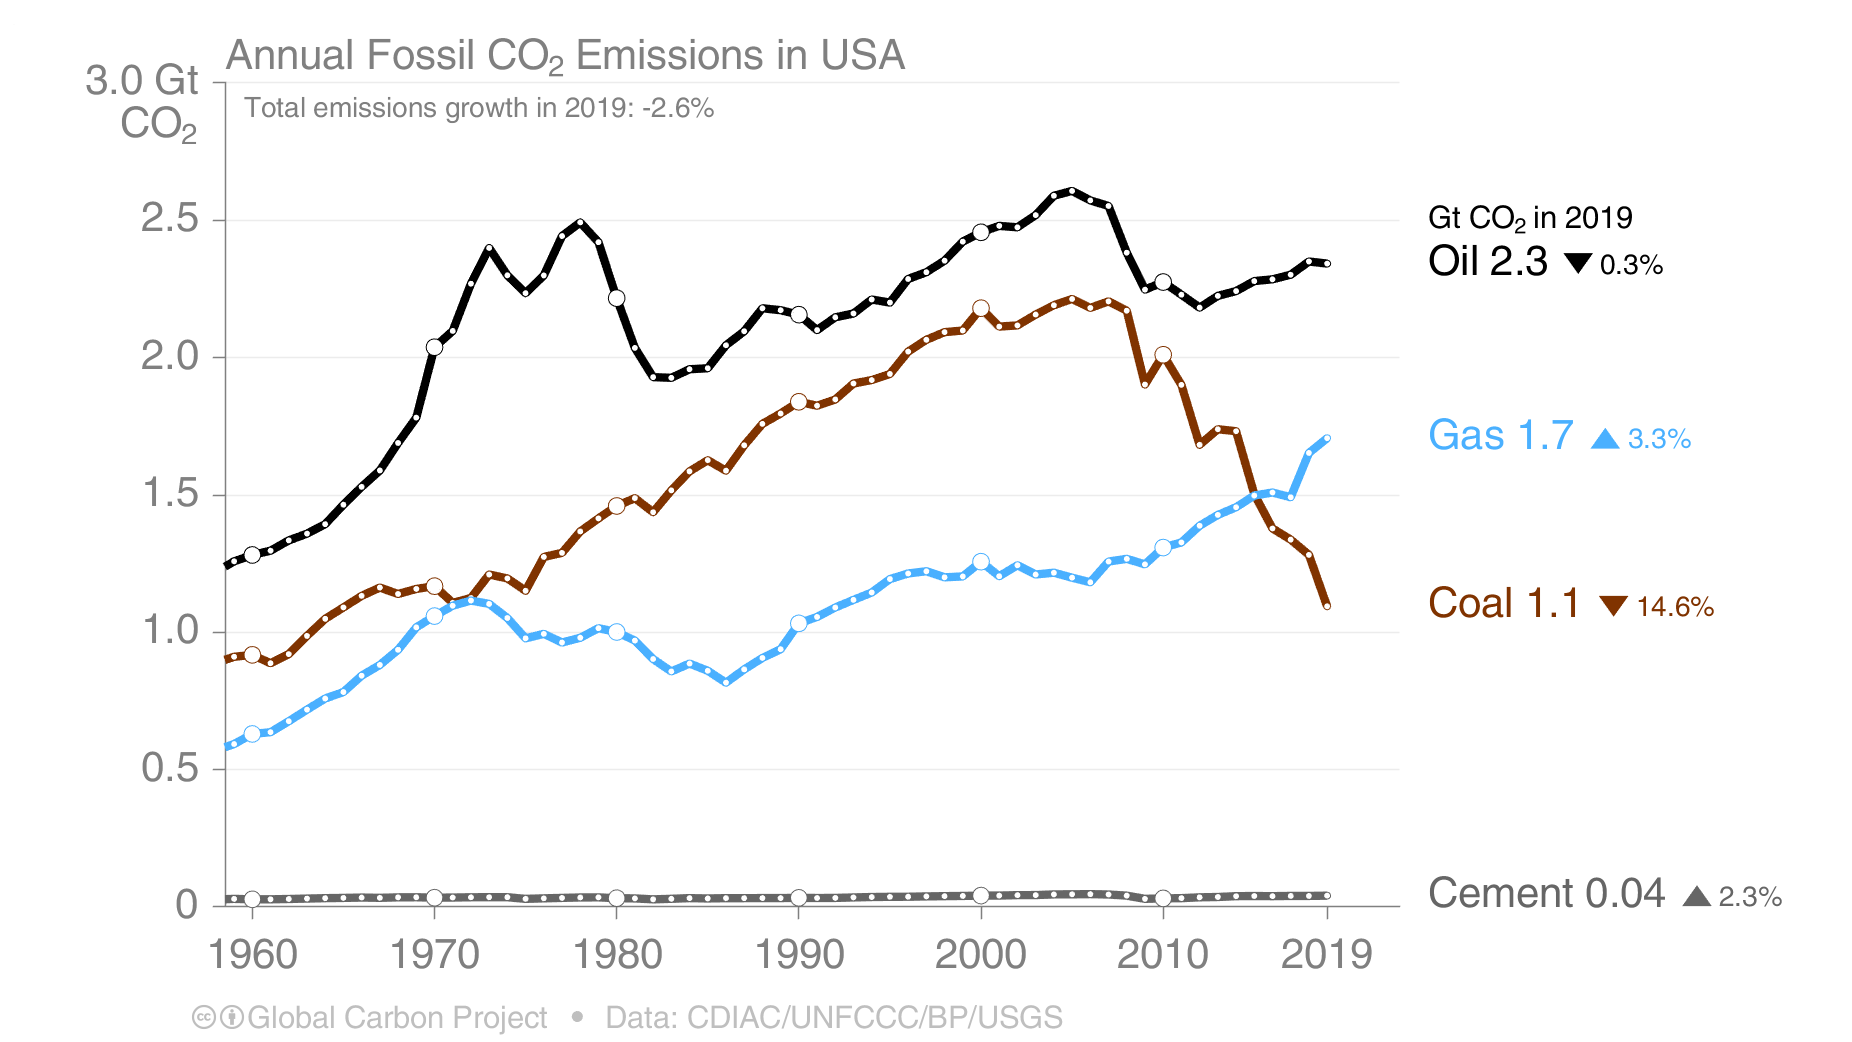 Annual Fossil CO₂ Emissions in USA
3.0 Gt
CO₂
Total emissions growth in 2019: -2.6%
2.5
2.0
1.5
1.0
0.5
0
1960 1970 1980 1990 2000 2010 2019
Gt CO₂ in 2019
Oil 2.3 ▼ 0.3%
Gas 1.7 ▲ 3.3%
Coal 1.1 ▼ 14.6%
Cement 0.04 ▲ 2.3%
cc Global Carbon Project • Data: CDIAC/UNFCCC/BP/USGS